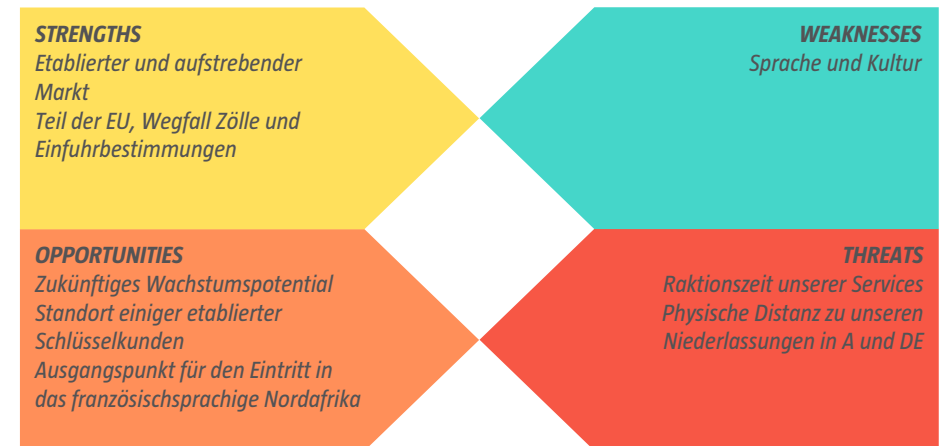 STRENGTHS
Etablierter und aufstrebender
Markt
Teil der EU, Wegfall Zölle und
Einfuhrbestimmungen
WEAKNESSES
Sprache und Kultur
OPPORTUNITIES
Zukünftiges Wachstumspotential
Standort einiger etablierter
Schlüsselkunden
Ausgangspunkt für den Eintritt in
das französischsprachige Nordafrika
THREATS
Raktionszeit unserer Services
Physische Distanz zu unseren
Niederlassungen in A und DE